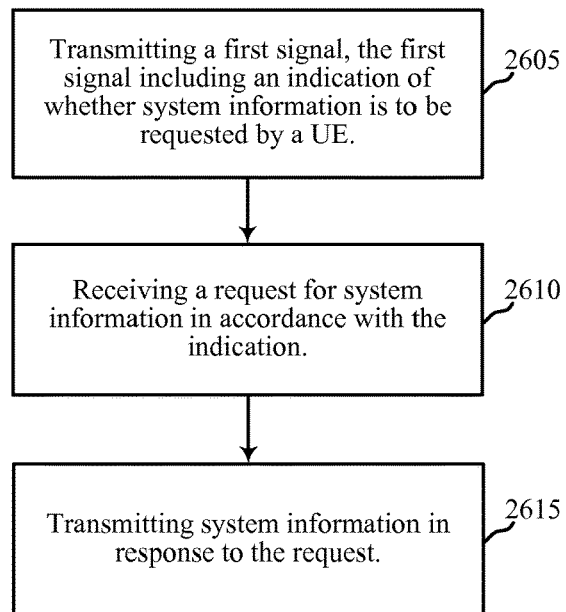 Transmitting a first signal, the first
signal including an indication of
whether system information is to be
requested by a UE.
2605
Receiving a request for system
information in accordance with the
indication.
2610
Transmitting system information in
response to the request.
2615